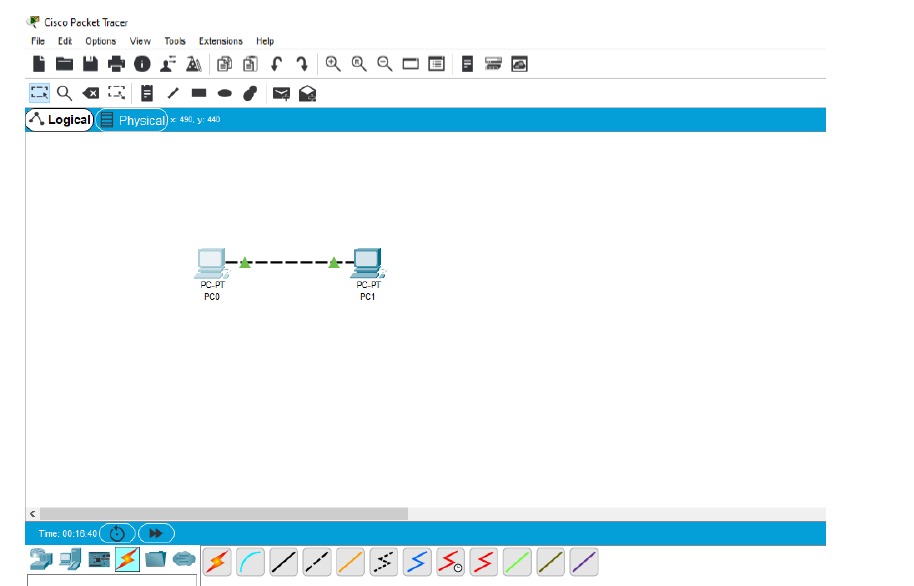 Cisco Packet Tracer
File Edit Options View Tools Extensions Help
Logical Physical x: 490, y: 440
PC-PT PC-PT
PC0 PC1
Time: 00:16:40